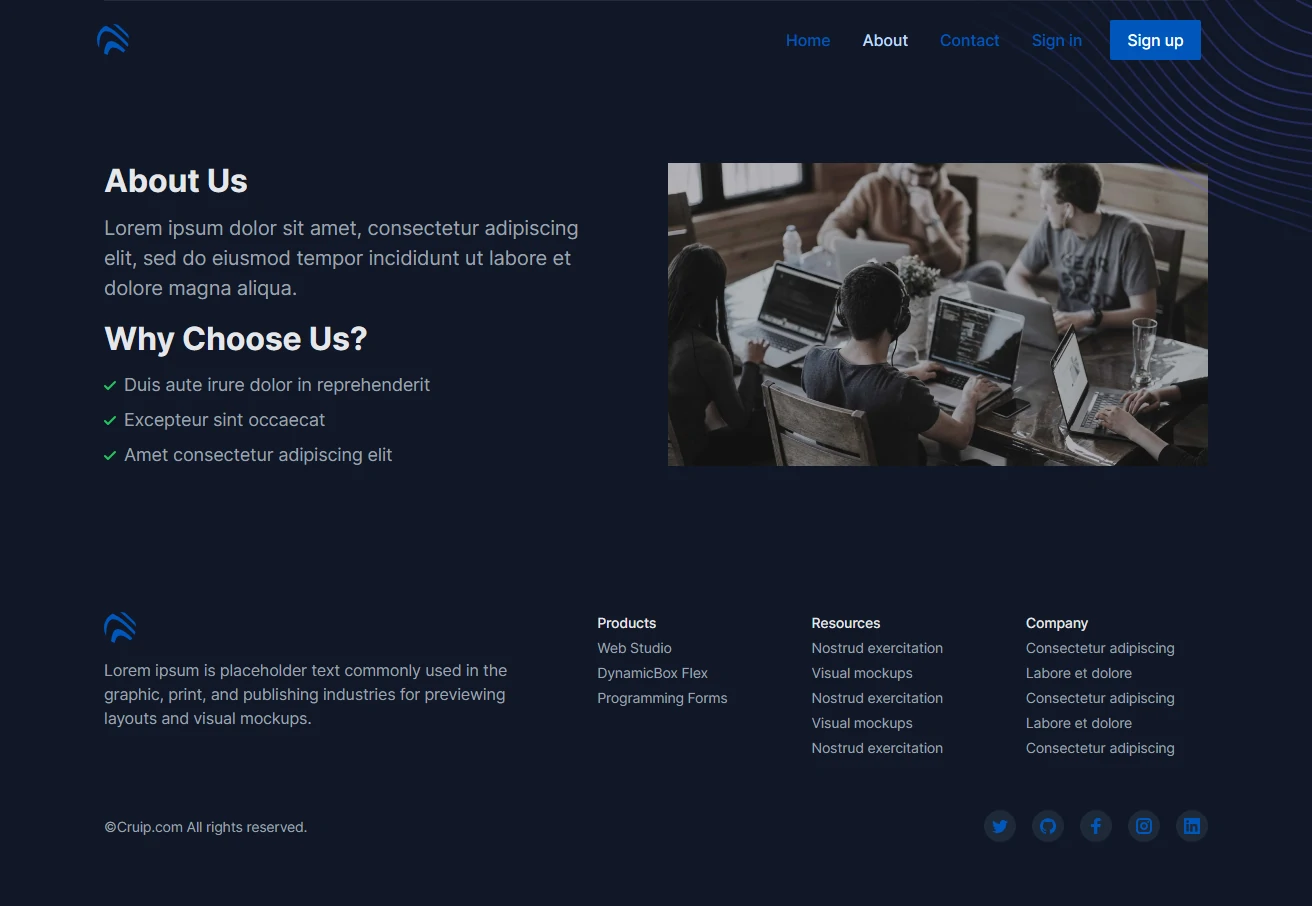 Home About Contact Sign in Sign up
About Us
Lorem ipsum dolor sit amet, consectetur adipiscing
elit, sed do eiusmod tempor incididunt ut labore et
dolore magna aliqua.
Why Choose Us?
Duis aute irure dolor in reprehenderit
Excepteur sint occaecat
Amet consectetur adipiscing elit
Lorem ipsum is placeholder text commonly used in the
graphic, print, and publishing industries for previewing
layouts and visual mockups.
Products
Web Studio
DynamicBox Flex
Programming Forms
Resources
Nostrud exercitation
Visual mockups
Nostrud exercitation
Visual mockups
Nostrud exercitation
Company
Consectetur adipiscing
Labore et dolore
Consectetur adipiscing
Labore et dolore
Consectetur adipiscing
©Cruip.com All rights reserved.